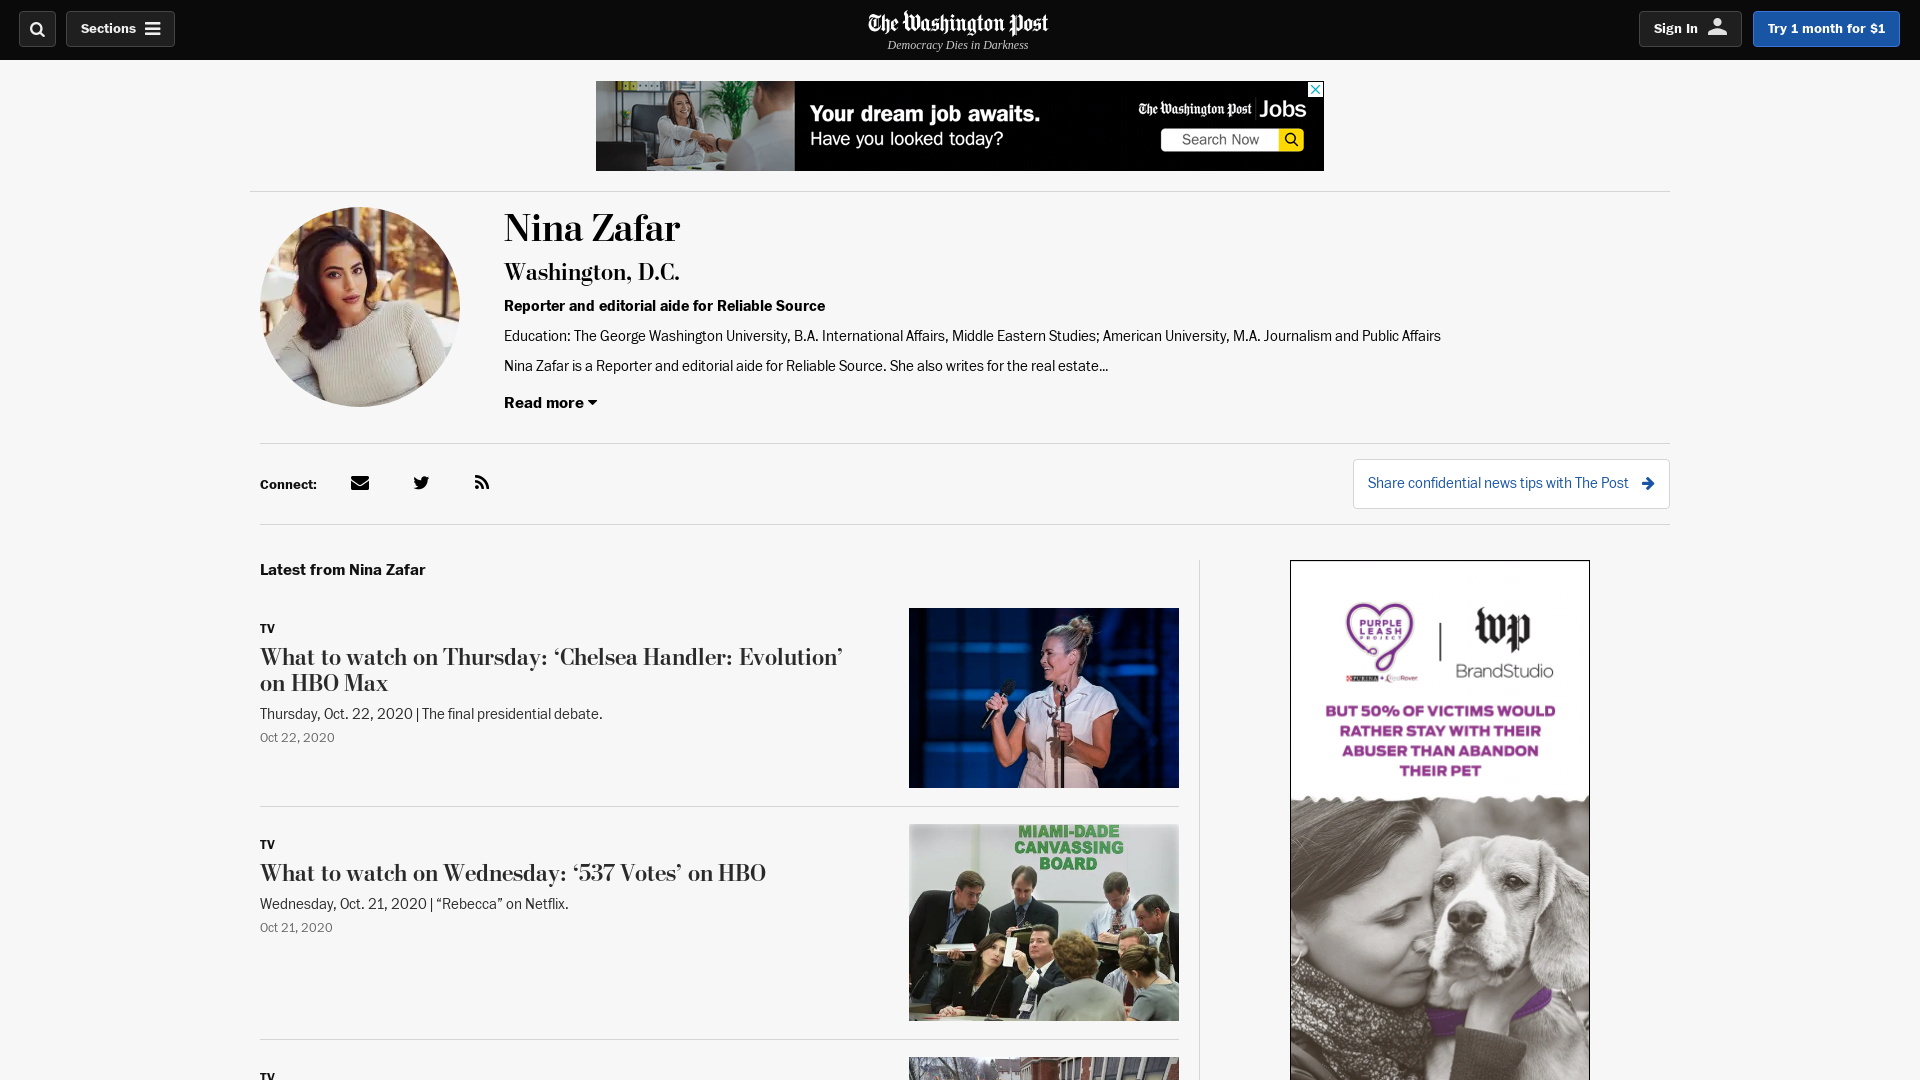 Sections
The Washington Post
Democracy Dies in Darkness
Sign In
Try 1 month for $1
Your dream job awaits.
Have you looked today?
The Washington Post Jobs
Search Now
Nina Zafar
Washington, D.C.
Reporter and editorial aide for Reliable Source
Education: The George Washington University, B.A. International Affairs, Middle Eastern Studies; American University, M.A. Journalism and Public Affairs
Nina Zafar is a Reporter and editorial aide for Reliable Source. She also writes for the real estate...
Read more
Connect:
Share confidential news tips with The Post
Latest from Nina Zafar
TV
What to watch on Thursday: ‘Chelsea Handler: Evolution’
on HBO Max
Thursday, Oct. 22, 2020 | The final presidential debate.
Oct 22, 2020
TV
What to watch on Wednesday: ‘537 Votes’ on HBO
Wednesday, Oct. 21, 2020 | “Rebecca” on Netflix.
Oct 21, 2020
MIAMI-DADE
CANVASSING
BOARD
TV
PURPLE
LEASH
PROJECT
PURINA +
wp
BrandStudio
BUT 50% OF VICTIMS WOULD
RATHER STAY WITH THEIR
ABUSER THAN ABANDON
THEIR PET